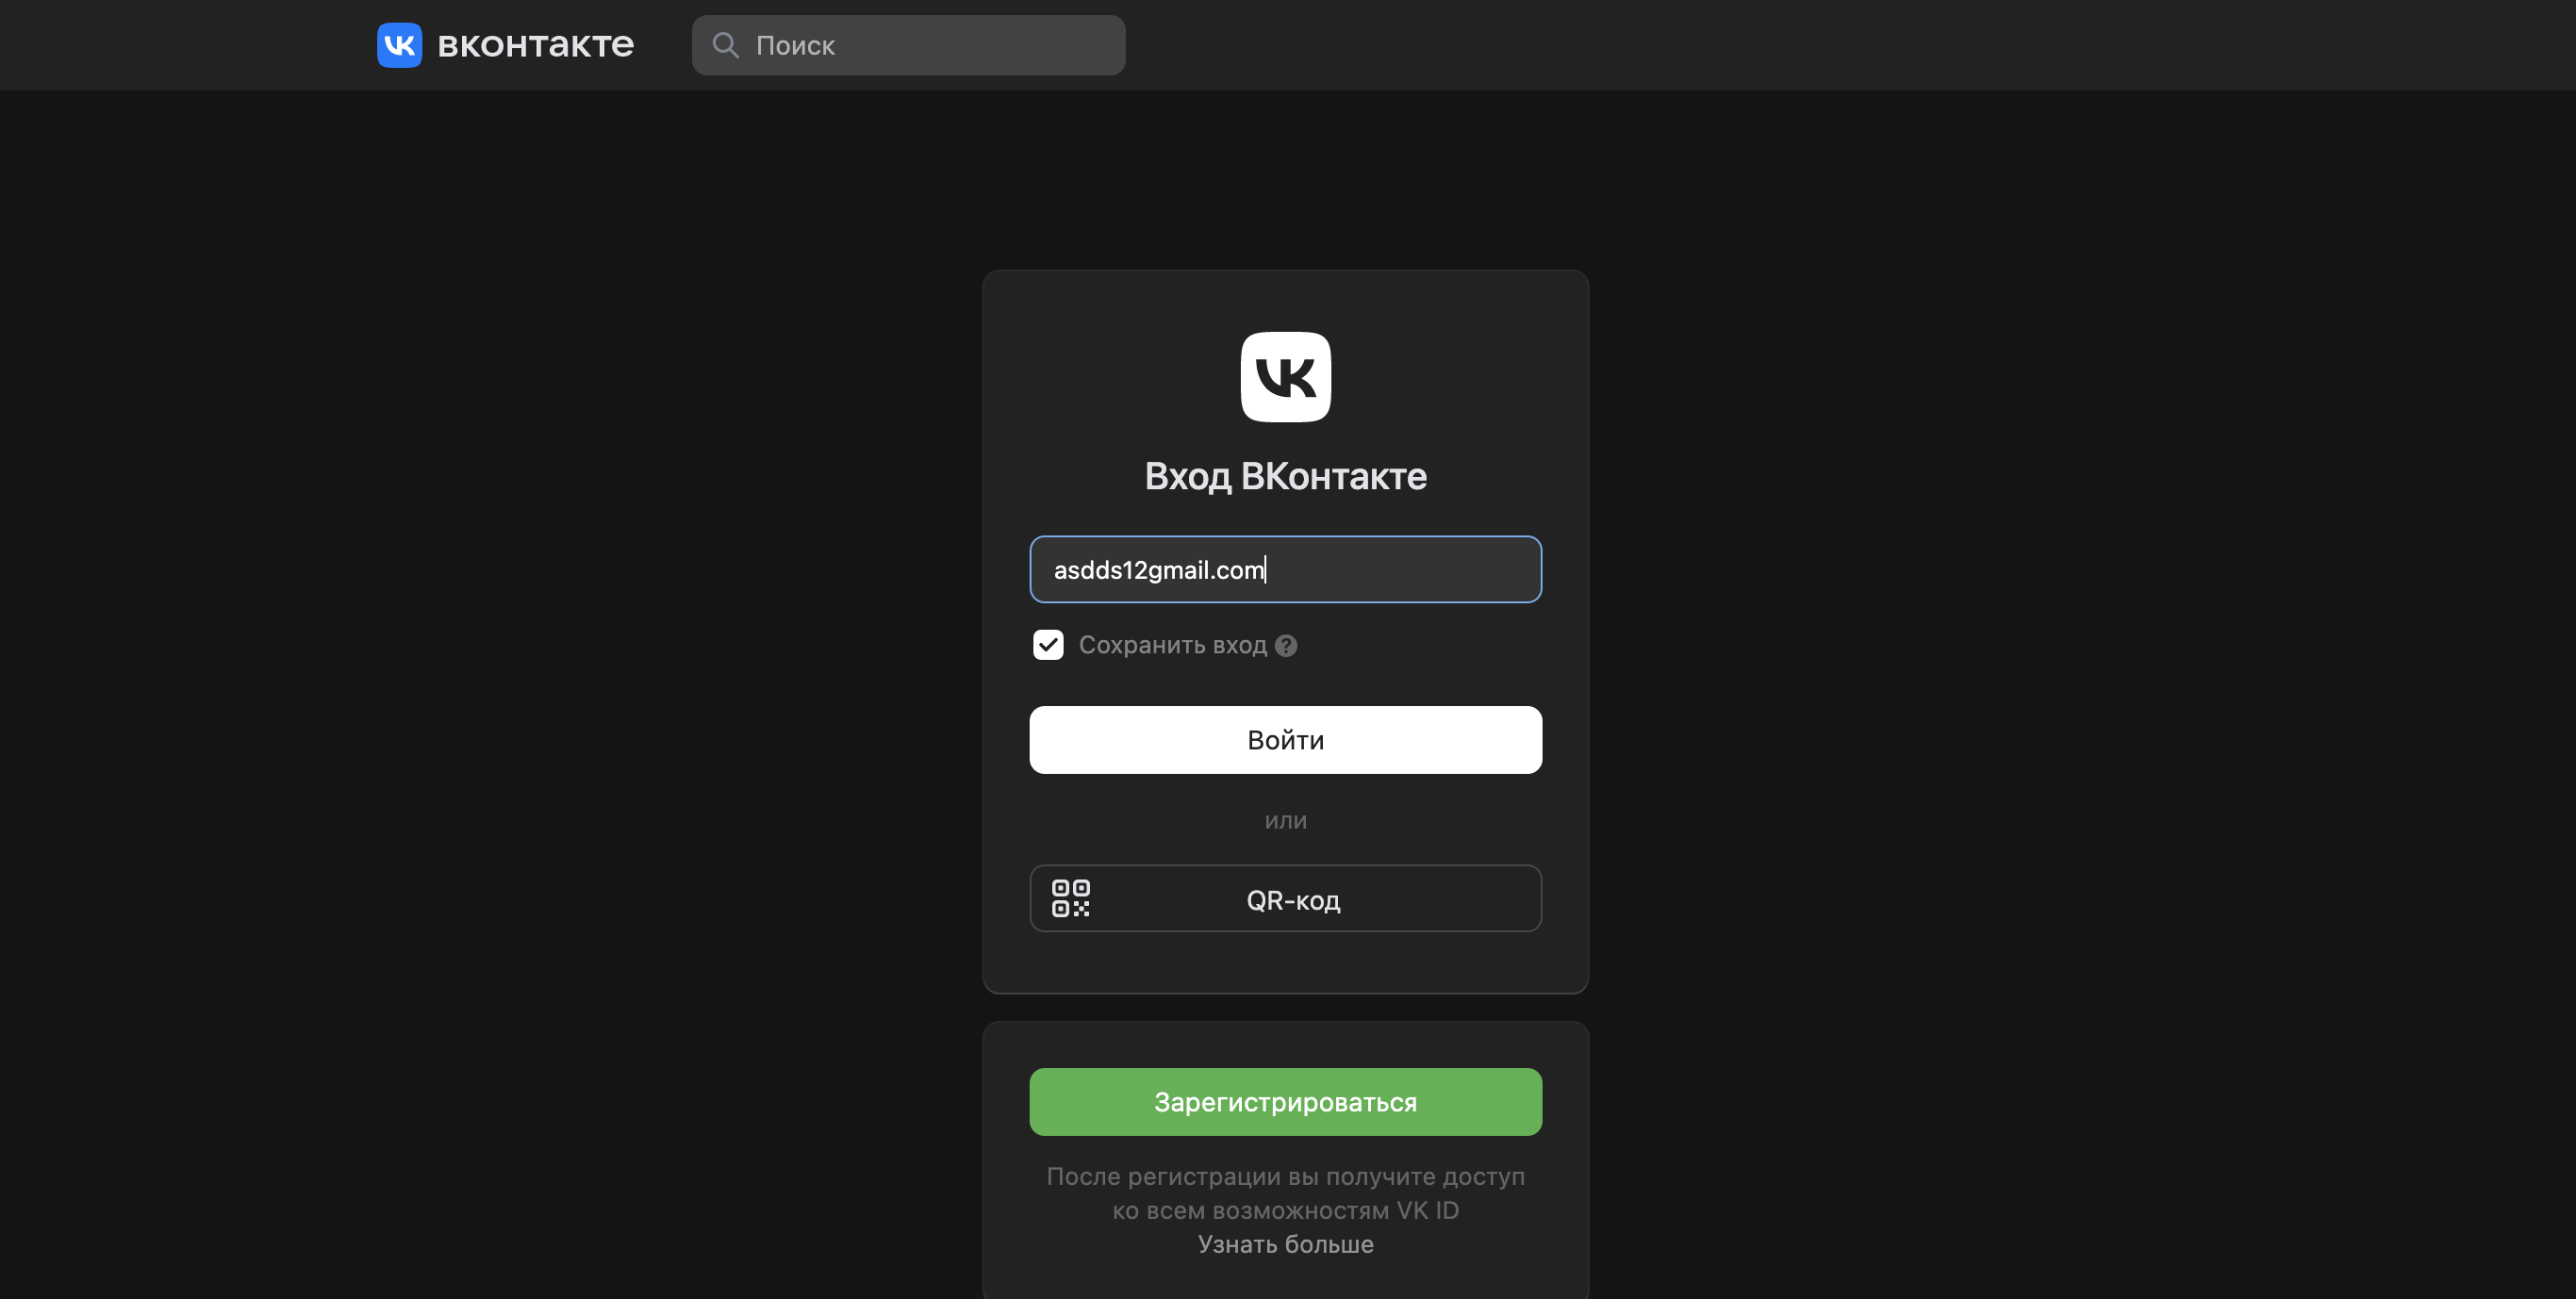 вконтакте
Поиск
Вход ВКонтакте
asdds12gmail.com
Сохранить вход
Войти
или
QR-код
Зарегистрироваться
После регистрации вы получите доступ
ко всем возможностям VK ID
Узнать больше